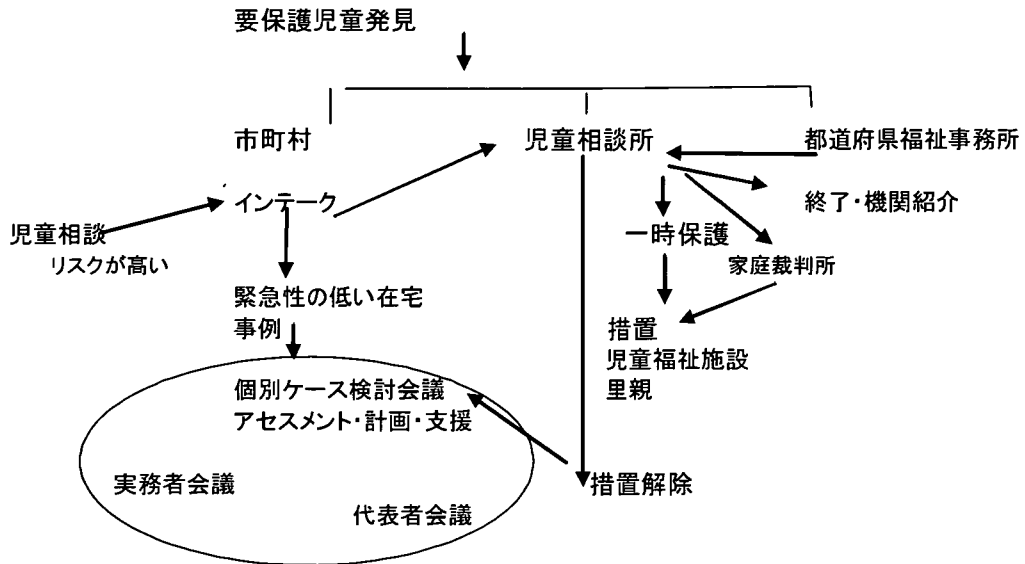 要保護児童発見
市町村
児童相談所
都道府県福祉事務所
インテーク
終了・機関紹介
児童相談
リスクが高い
一時保護
家庭裁判所
緊急性の低い在宅
事例
措置
児童福祉施設
里親
個別ケース検討会議
アセスメント・計画・支援
実務者会議
措置解除
代表者会議